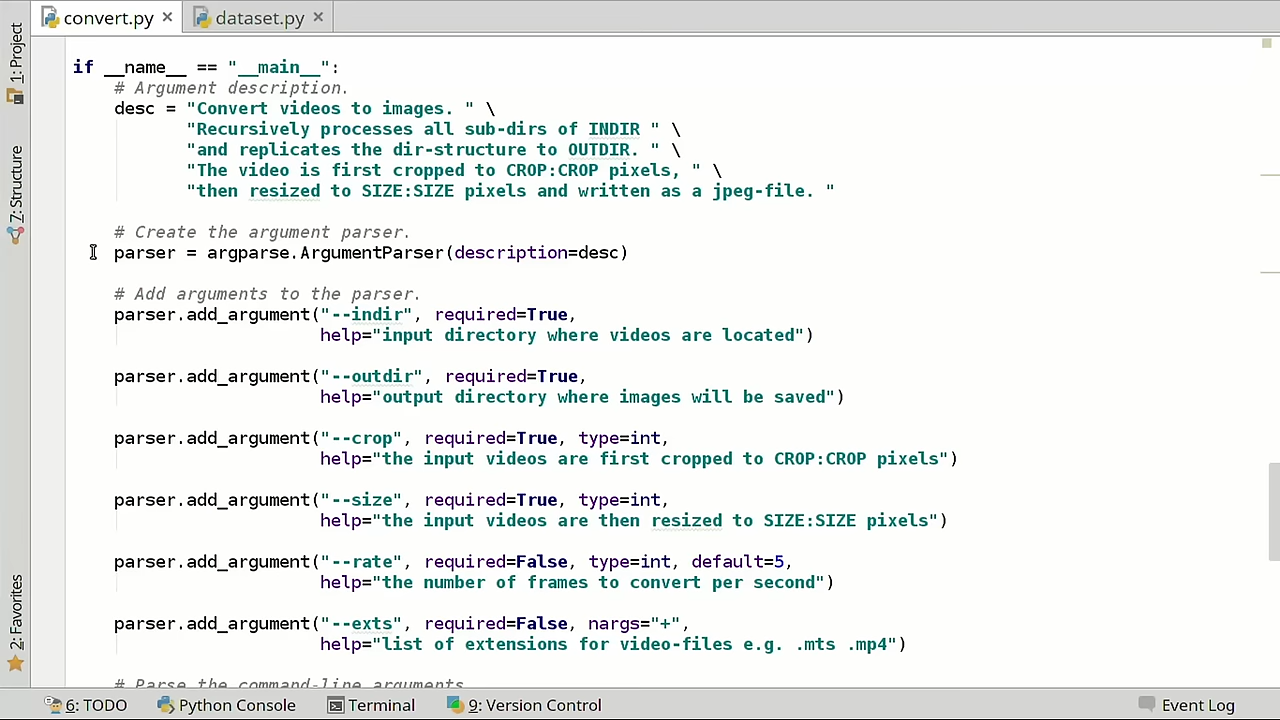 convert.py
dataset.py
1: Project
7: Structure
2: Favorites
if __name__ == "__main__":
# Argument description.
desc = "Convert videos to images. " \
"Recursively processes all sub-dirs of INDIR " \
"and replicates the dir-structure to OUTDIR. " \
"The video is first cropped to CROP:CROP pixels, " \
"then resized to SIZE:SIZE pixels and written as a jpeg-file. "
# Create the argument parser.
parser = argparse.ArgumentParser(description=desc)
# Add arguments to the parser.
parser.add_argument("--indir", required=True,
help="input directory where videos are located")
parser.add_argument("--outdir", required=True,
help="output directory where images will be saved")
parser.add_argument("--crop", required=True, type=int,
help="the input videos are first cropped to CROP:CROP pixels")
parser.add_argument("--size", required=True, type=int,
help="the input videos are then resized to SIZE:SIZE pixels")
parser.add_argument("--rate", required=False, type=int, default=5,
help="the number of frames to convert per second")
parser.add_argument("--exts", required=False, nargs="+",
help="list of extensions for video-files e.g. .mts .mp4")
# Parse the command-line arguments
6: TODO
Python Console
Terminal
9: Version Control
Event Log